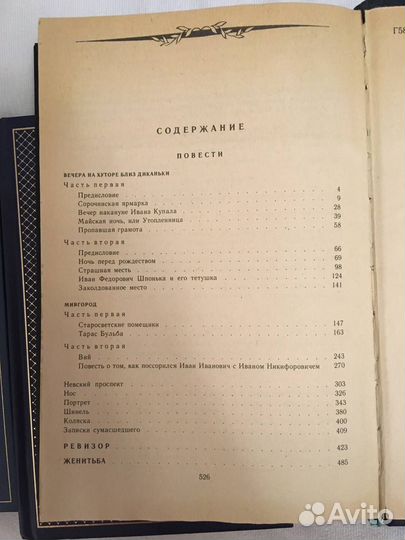 Г58
СОДЕРЖАНИЕ
ПОВЕСТИ
ВЕЧЕРА НА ХУТОРЕ БЛИЗ ДИКАНЬКИ
Часть первая 4
Предисловие 9
Сорочинская ярмарка 28
Вечер накануне Ивана Купала 39
Майская ночь, или Утопленница 58
Пропавшая грамота
Часть вторая 66
Предисловие 69
Ночь перед рождеством 98
Страшная месть 124
Иван Федорович Шпонька и его тетушка 141
Заколдованное место
МИРГОРОД
Часть первая
Старосветские помещики 147
Тарас Бульба 163
Часть вторая
Вий 243
Повесть о том, как поссорился Иван Иванович с Иваном Никифоровичем 270
Невский проспект 303
Нос 326
Портрет 343
Шинель 380
Коляска 400
Записки сумасшедшего 409
РЕВИЗОР 423
ЖЕНИТЬБА 485
526
Avito